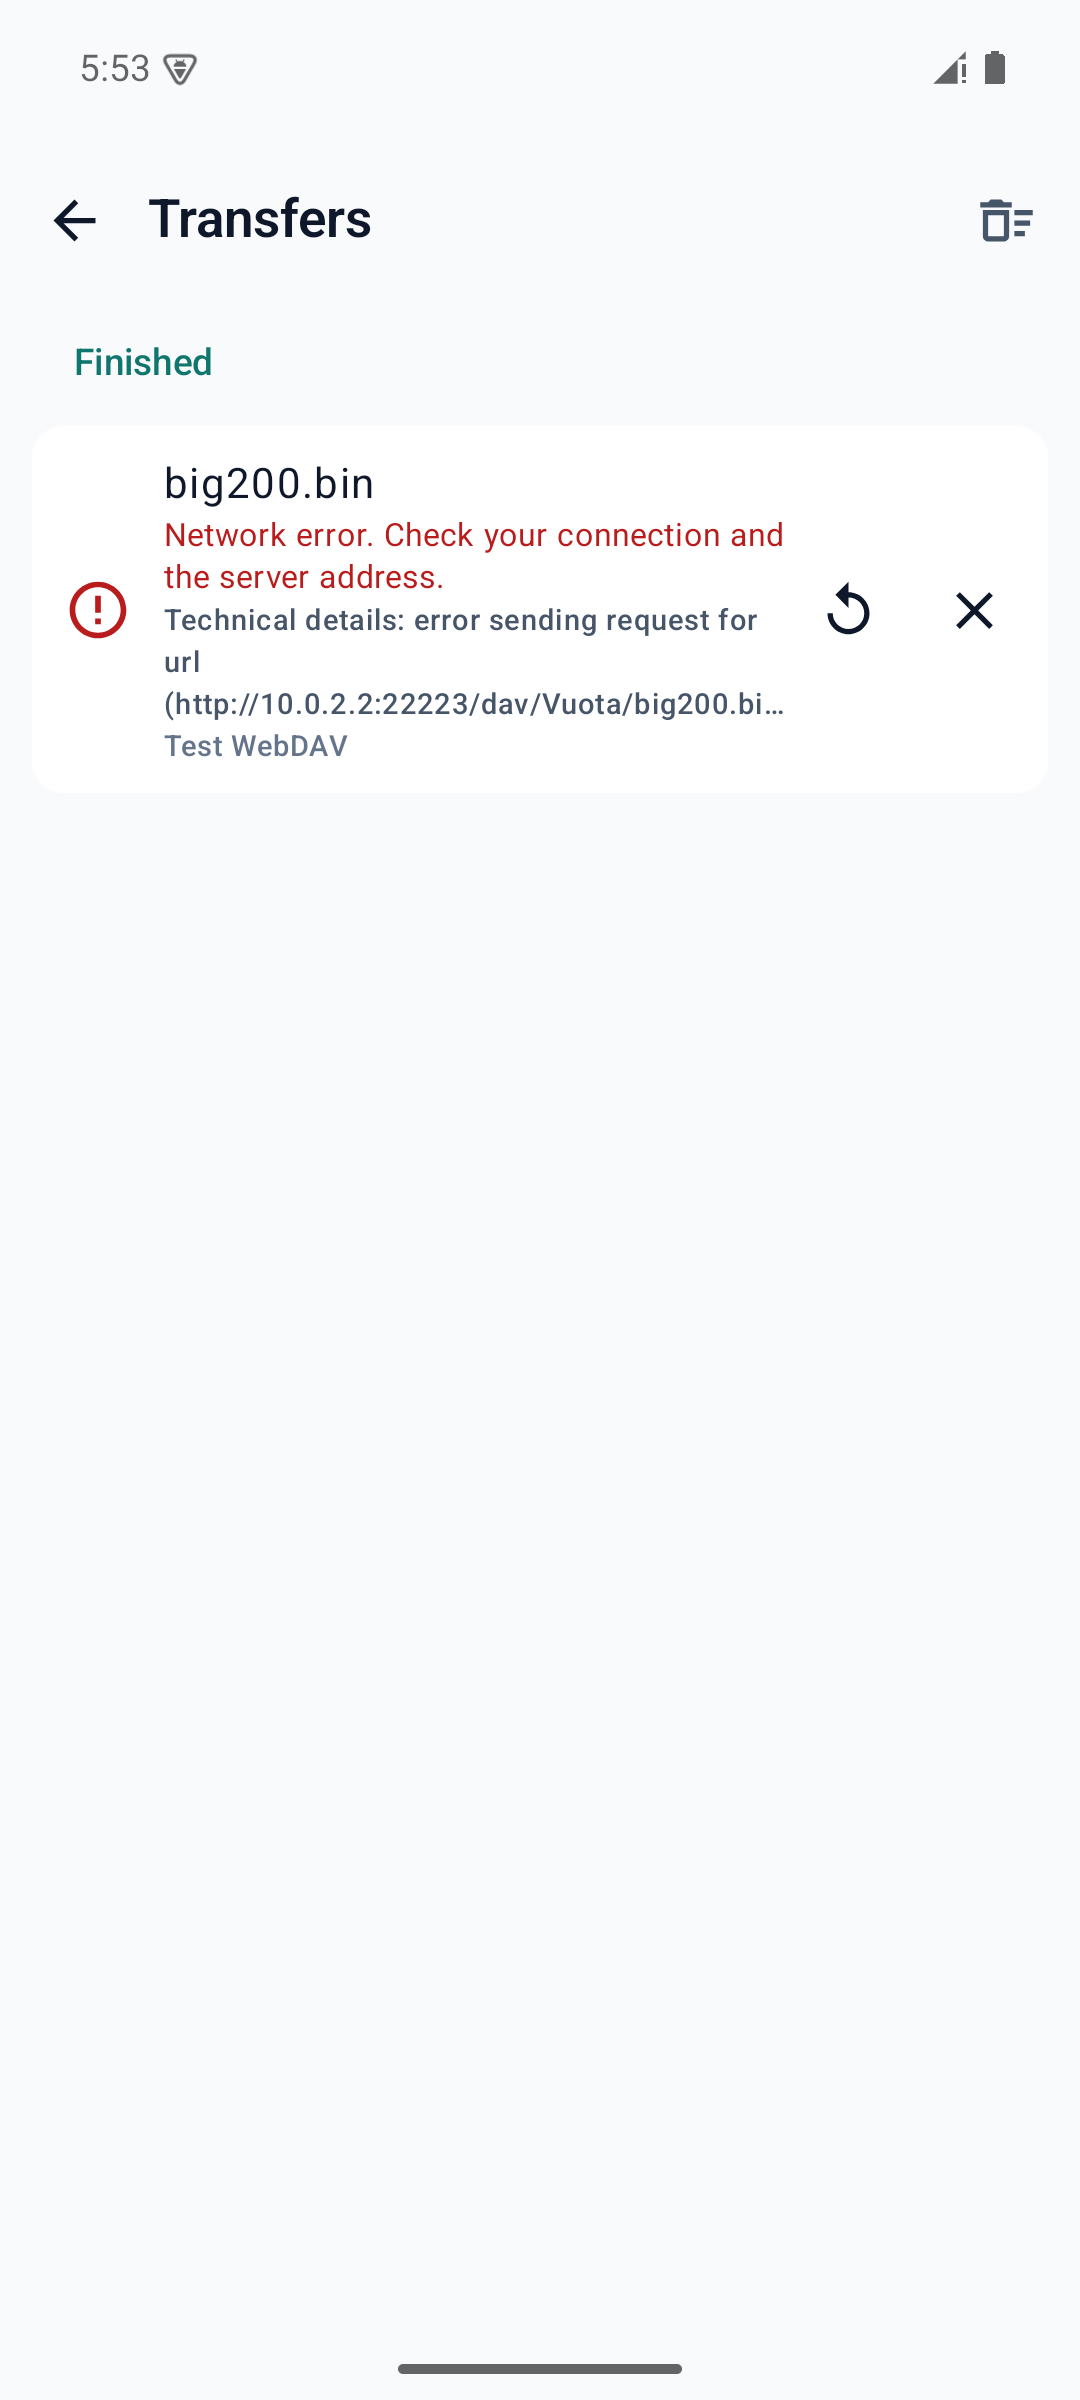 5:53
Transfers
Finished
big200.bin
Network error. Check your connection and
the server address.
Technical details: error sending request for
url
(http://10.0.2.2:22223/dav/Vuota/big200.bi…
Test WebDAV